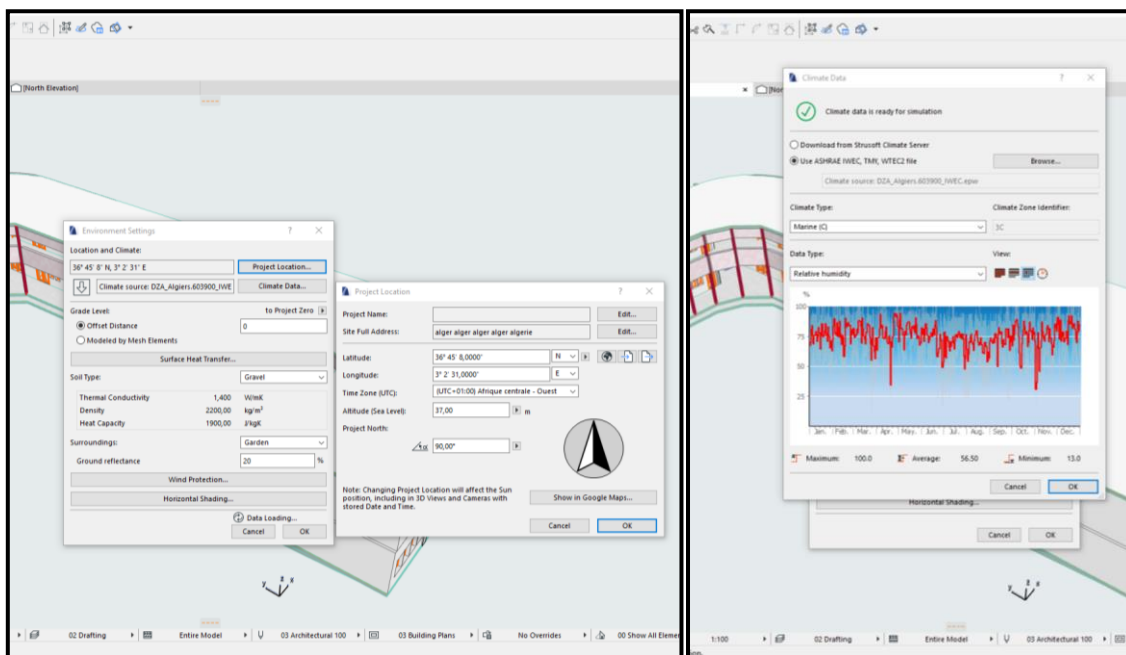 [North Elevation]
Environment Settings
Location and Climate:
36° 45' 8' N, 3° 2' 31' E
Project Location...
Climate source: DZA_Algiers.603900_IWE
Climate Data...
Grade Level:
to Project Zero
Offset Distance
0
Modeled by Mesh Elements
Surface Heat Transfer...
Soil Type:
Gravel
Thermal Conductivity 1,400 W/mK
Density 2200,00 kg/m³
Heat Capacity 1900,00 J/kgK
Surroundings:
Garden
Ground reflectance
20 %
Wind Protection...
Horizontal Shading...
Data Loading...
Cancel
OK
Project Location
Project Name:
Edit...
Site Full Address:
alger alger alger alger algerie
Edit...
Latitude:
36° 45' 8,0000'
N
Longitude:
3° 2' 31,0000'
E
Time Zone (UTC):
(UTC+01:00) Afrique centrale - Ouest
Altitude (Sea Level):
37,00 m
Project North:
α 90,00°
Note: Changing Project Location will affect the Sun
position, including in 3D Views and Cameras with
stored Date and Time.
Show in Google Maps...
Cancel
OK
y z x
02 Drafting
Entire Model
03 Architectural 100
03 Building Plans
No Overrides
00 Show All Eleme
[Nor
Climate Data
Climate data is ready for simulation
Download from Strusoft Climate Server
Use ASHRAE IWEC, TMY, WTEC2 file
Browse...
Climate source: DZA_Algiers.603900_IWEC.epw
Climate Type:
Climate Zone Identifier:
Marine (C)
3C
Data Type:
View:
Relative humidity
%
100
75
50
25
Jan. Feb. Mar. Apr. May. Jun. Jul. Aug. Sep. Oct. Nov. Dec.
Maximum: 100.0 Average: 56.50 Minimum: 13.0
Cancel
OK
Horizontal Shading...
Cancel
OK
y z x
1:100
02 Drafting
Entire Model
03 Architectural 100